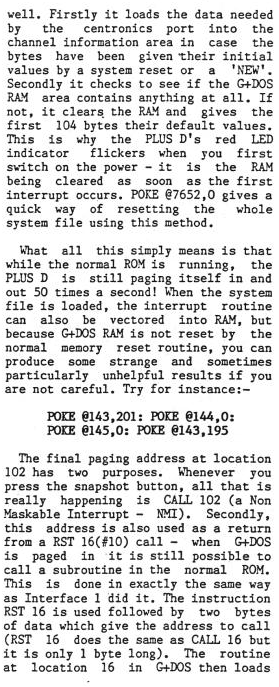 well. Firstly it loads the data needed
by the centronics port into the
channel information area in case the
bytes have been given their initial
values by a system reset or a 'NEW'.
Secondly it checks to see if the G+DOS
RAM area contains anything at all. If
not, it clears the RAM and gives the
first 104 bytes their default values.
This is why the PLUS D's red LED
indicator flickers when you first
switch on the power - it is the RAM
being cleared as soon as the first
interrupt occurs. POKE @7652,0 gives a
quick way of resetting the whole
system file using this method.
What all this simply means is that
while the normal ROM is running, the
PLUS D is still paging itself in and
out 50 times a second! When the system
file is loaded, the interrupt routine
can also be vectored into RAM, but
because G+DOS RAM is not reset by the
normal memory reset routine, you can
produce some strange and sometimes
particularly unhelpful results if you
are not careful. Try for instance:-
POKE @143,201: POKE @144,0:
POKE @145,0: POKE @143,195
The final paging address at location
102 has two purposes. Whenever you
press the snapshot button, all that is
really happening is CALL 102 (a Non
Maskable Interrupt - NMI). Secondly,
this address is also used as a return
from a RST 16(#10) call - when G+DOS
is paged in it is still possible to
call a subroutine in the normal ROM.
This is done in exactly the same way
as Interface 1 did it. The instruction
RST 16 is used followed by two bytes
of data which give the address to call
(RST 16 does the same as CALL 16 but
it is only 1 byte long). The routine
at location 16 in G+DOS then loads